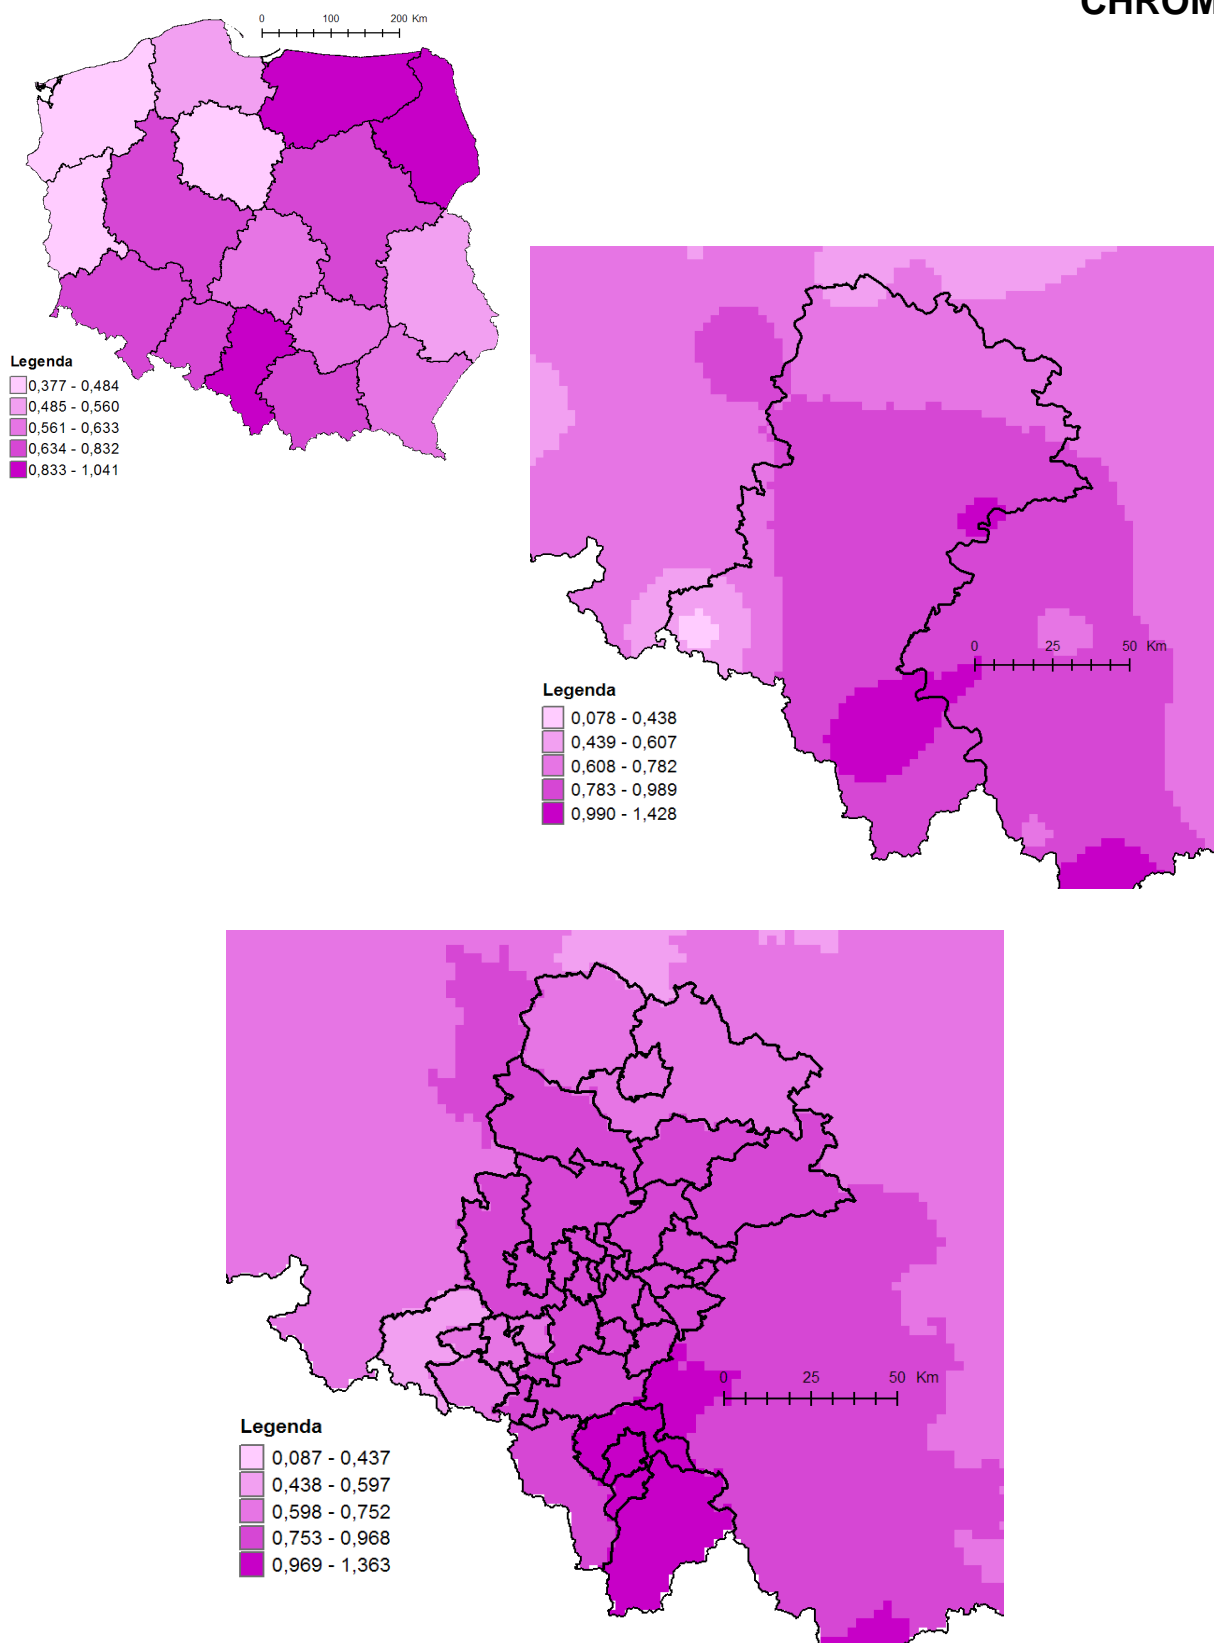 CHROM
0 100 200 Km
Legenda
0,377 - 0,484
0,485 - 0,560
0,561 - 0,633
0,634 - 0,832
0,833 - 1,041
0 25 50 Km
Legenda
0,078 - 0,438
0,439 - 0,607
0,608 - 0,782
0,783 - 0,989
0,990 - 1,428
0 25 50 Km
Legenda
0,087 - 0,437
0,438 - 0,597
0,598 - 0,752
0,753 - 0,968
0,969 - 1,363